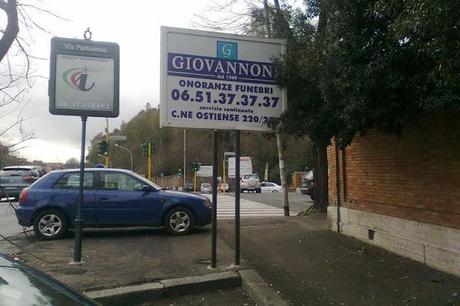 Via Portuense
G
GIOVANNONI
dal 1949
ONORANZE FUNEBRI
06.51.37.37.37
servizio continuato
C.NE OSTIENSE 220/